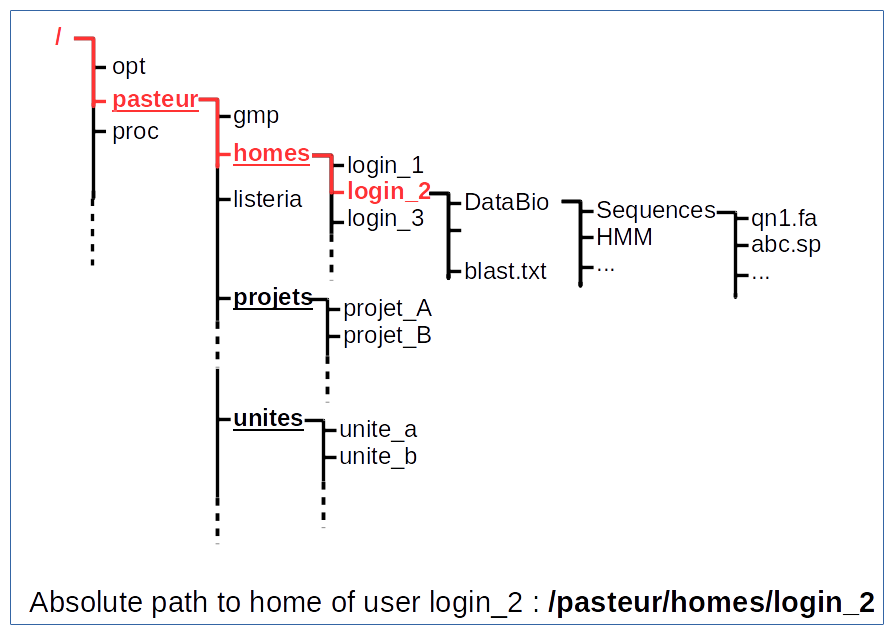 /
opt
pasteur
proc
gmp
homes
listeria
projets
unites
login_1
login_2
login_3
projet_A
projet_B
unite_a
unite_b
DataBio
blast.txt
Sequences
HMM
...
qn1.fa
abc.sp
...
Absolute path to home of user login_2 : /pasteur/homes/login_2